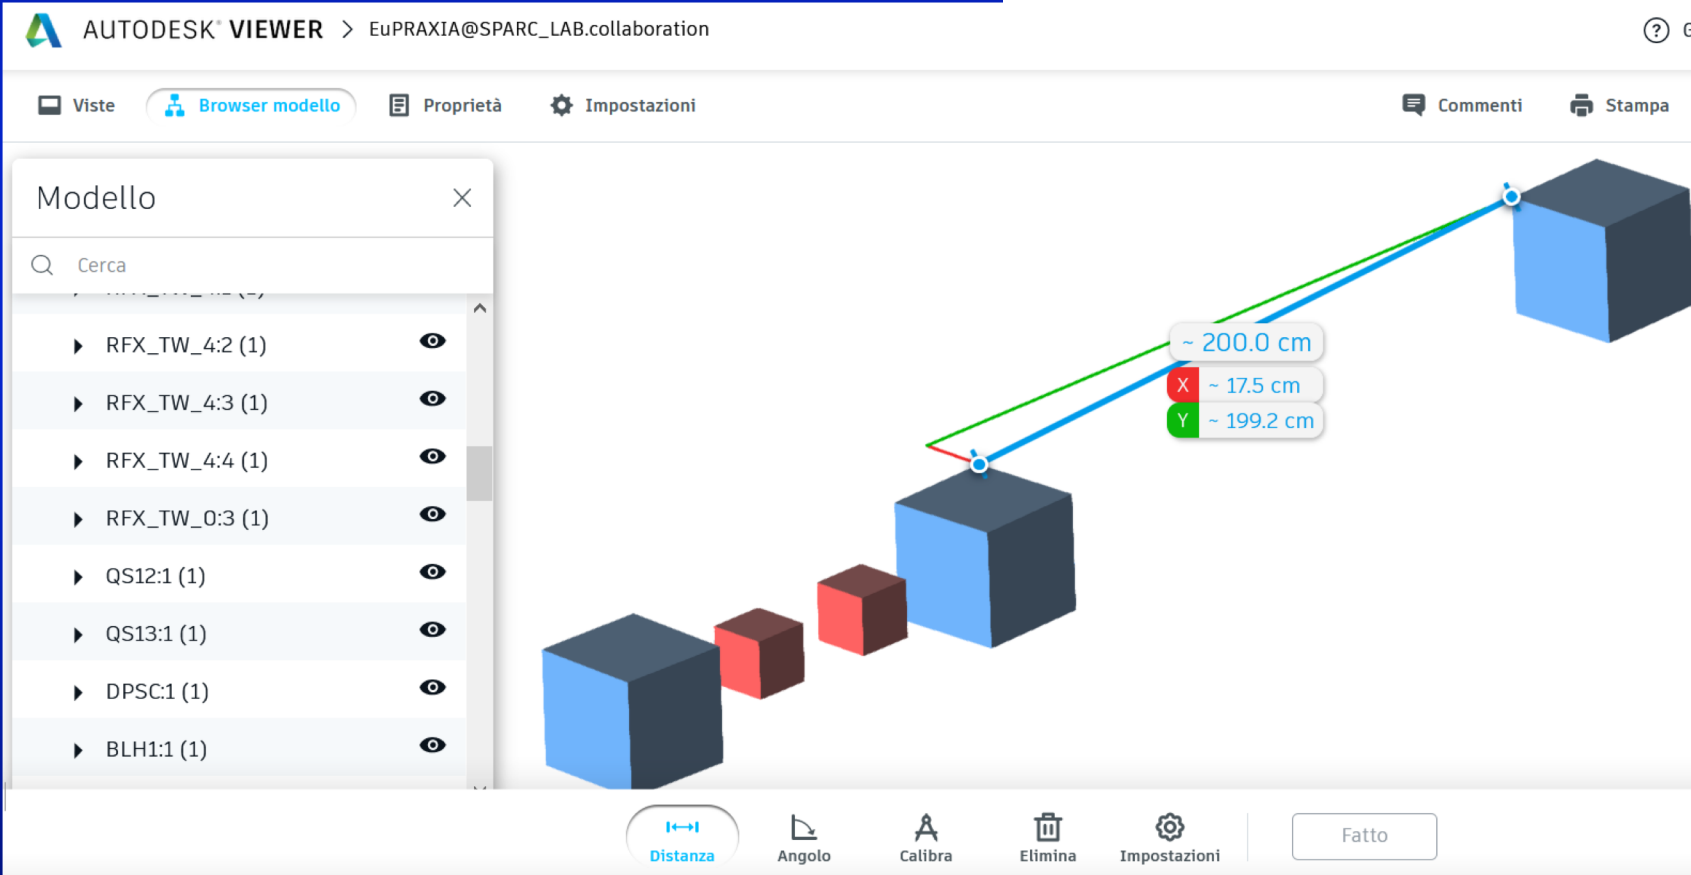 AUTODESK® VIEWER > EuPRAXIA@SPARC_LAB.collaboration
Viste Browser modello Proprietà Impostazioni Commenti Stampa
Modello
Cerca
RFX_TW_4:2 (1)
RFX_TW_4:3 (1)
RFX_TW_4:4 (1)
RFX_TW_0:3 (1)
QS12:1 (1)
QS13:1 (1)
DPSC:1 (1)
BLH1:1 (1)
~ 200.0 cm
X ~ 17.5 cm
Y ~ 199.2 cm
Distanza Angolo Calibra Elimina Impostazioni Fatto